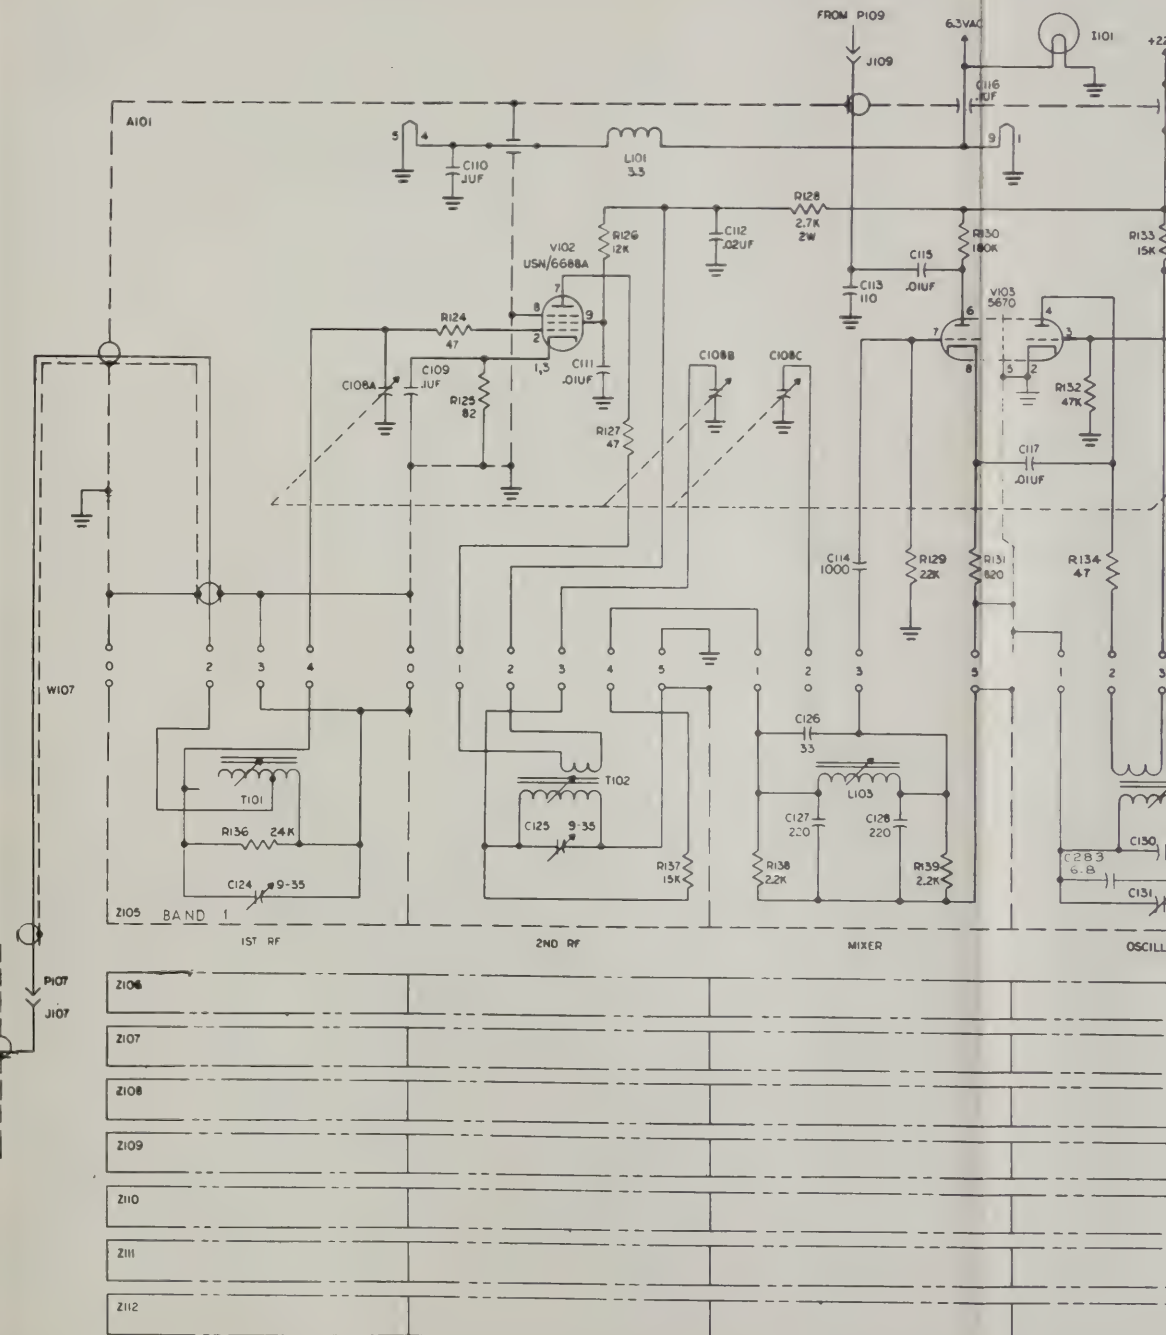 FROM P109
6.3VAC
I101
J109
C116
A101
5 4
9 1
C110
.1UF
L101
3.3
R128
2.7K
2W
R126
12K
C112
.02UF
R130
180K
R133
15K
V102
USN/6688A
C115
.01UF
C113
110
V103
5670
7
8
9
2
1,3
6
4
7
3
8
5
2
R124
47
C108A
C109
.1UF
R125
82
C111
.01UF
C108B
C108C
R132
47K
R127
47
C117
.01UF
C114
1000
R129
22K
R131
820
R134
47
0 2 3 4 0 1 2 3 4 5 1 2 3 5 1 2 3
W107
C126
33
T101
T102
L103
R136 24K
C125 9-35
C127
220
C128
220
C130
R137
15K
R138
2.2K
R139
2.2K
C283
6.8
C124 9-35
C131
Z105 BAND 1
1ST RF
2ND RF
MIXER
OSCILL
P107
J107
Z106
Z107
Z108
Z109
Z110
Z111
Z112